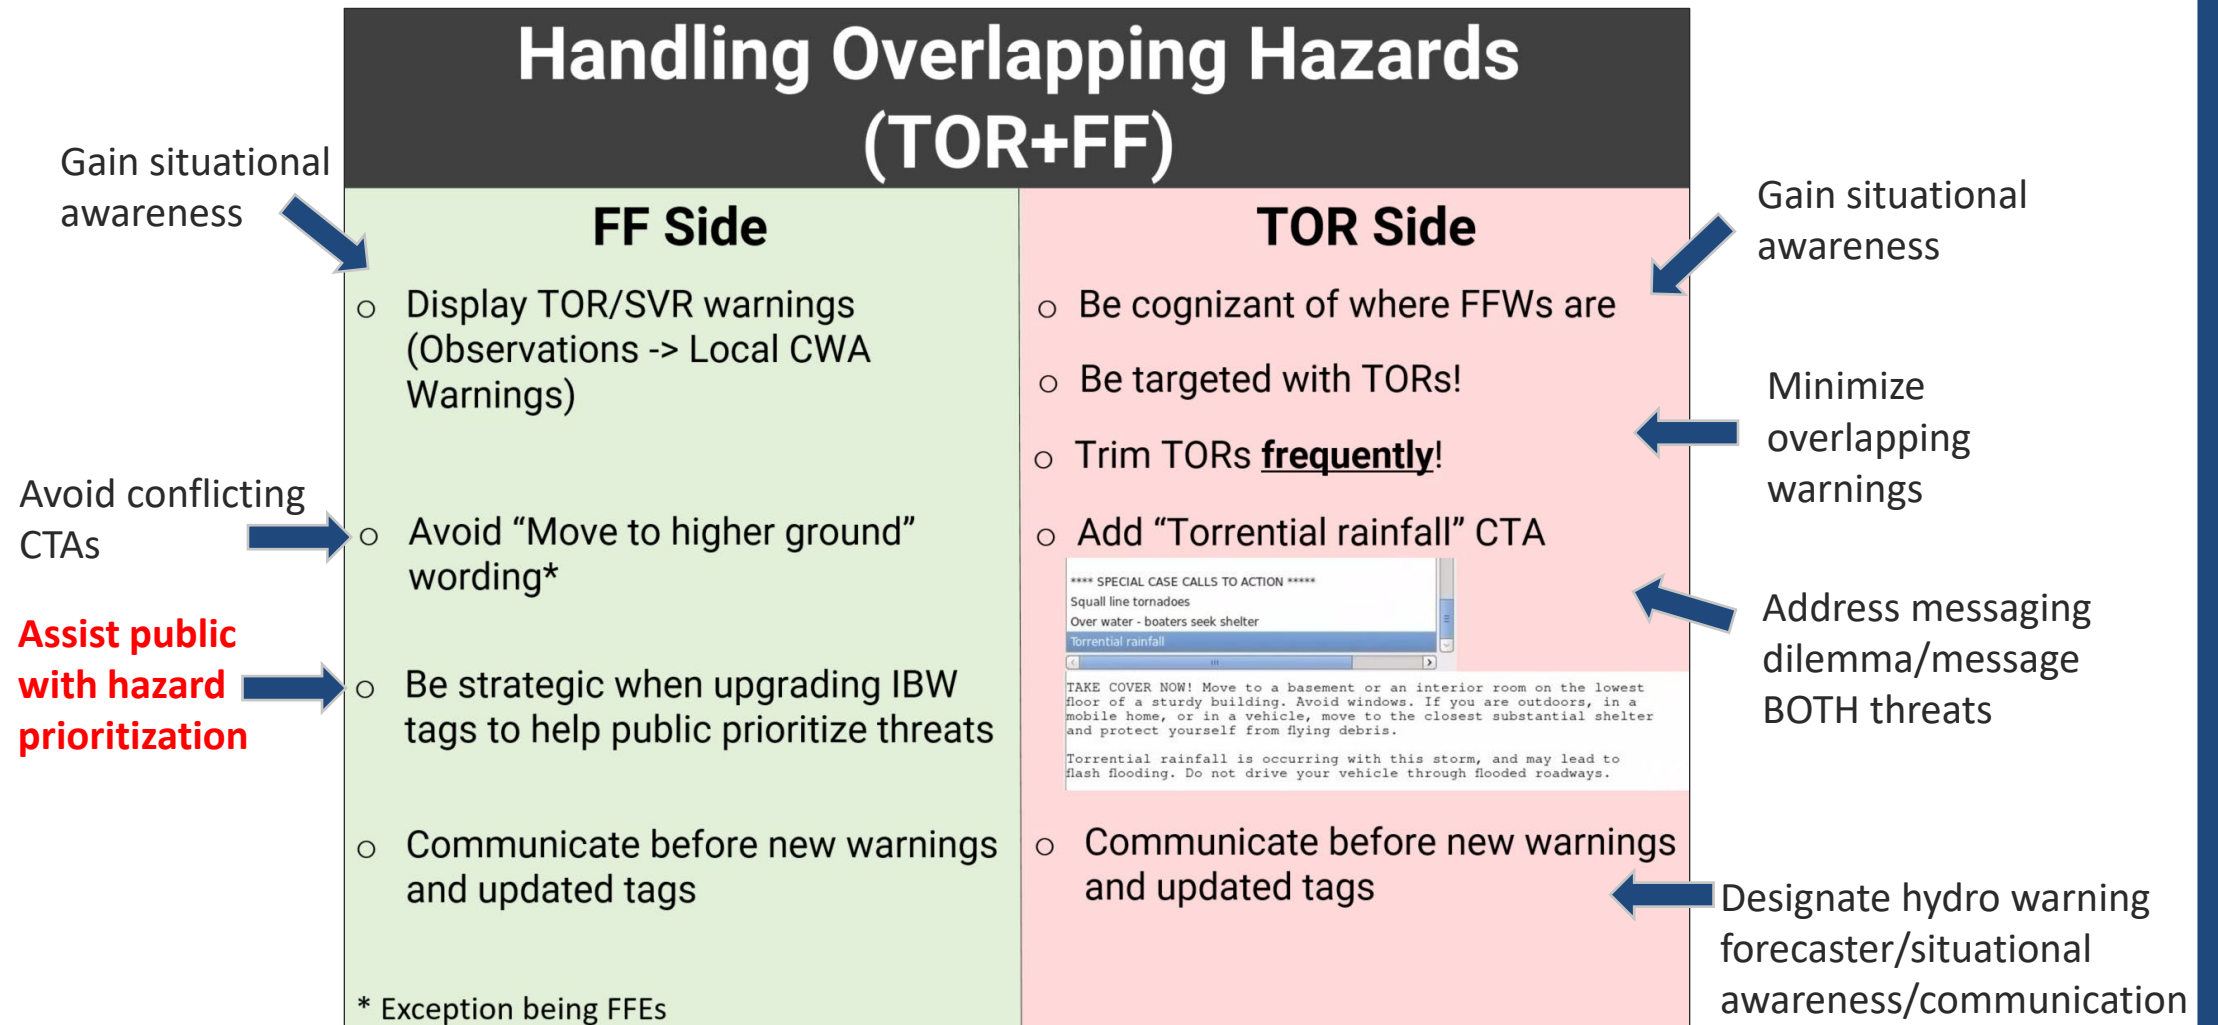 Handling Overlapping Hazards
(TOR+FF)
Gain situational
awareness
FF Side
○ Display TOR/SVR warnings
(Observations -> Local CWA
Warnings)
Avoid conflicting
CTAs
○ Avoid “Move to higher ground”
wording*
Assist public
with hazard
prioritization
○ Be strategic when upgrading IBW
tags to help public prioritize threats
○ Communicate before new warnings
and updated tags
* Exception being FFEs
TOR Side
○ Be cognizant of where FFWs are
○ Be targeted with TORs!
○ Trim TORs frequently!
○ Add “Torrential rainfall” CTA
**** SPECIAL CASE CALLS TO ACTION *****
Squall line tornadoes
Over water - boaters seek shelter
Torrential rainfall
TAKE COVER NOW! Move to a basement or an interior room on the lowest
floor of a sturdy building. Avoid windows. If you are outdoors, in a
mobile home, or in a vehicle, move to the closest substantial shelter
and protect yourself from flying debris.
Torrential rainfall is occurring with this storm, and may lead to
flash flooding. Do not drive your vehicle through flooded roadways.
○ Communicate before new warnings
and updated tags
Gain situational
awareness
Minimize
overlapping
warnings
Address messaging
dilemma/message
BOTH threats
Designate hydro warning
forecaster/situational
awareness/communication